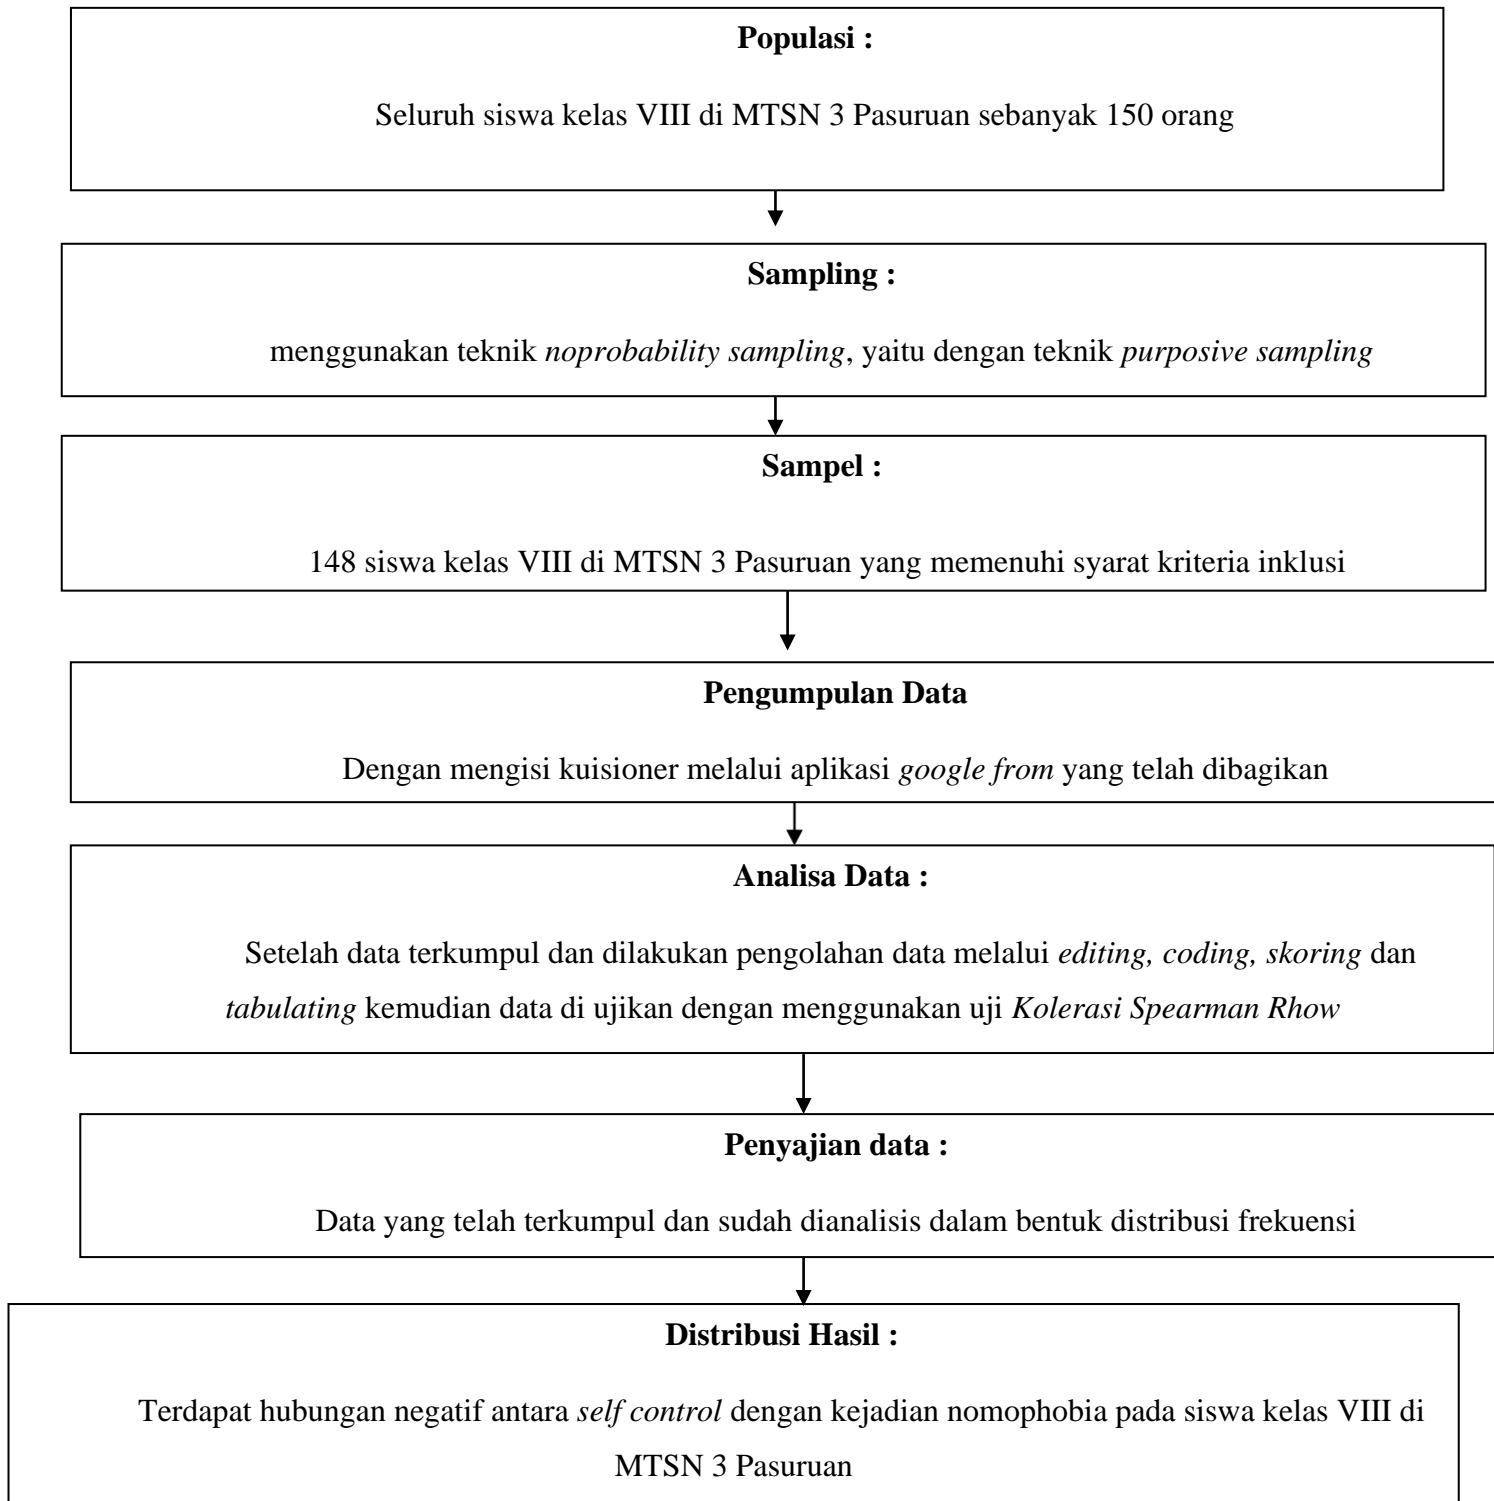 Populasi :
Seluruh siswa kelas VIII di MTSN 3 Pasuruan sebanyak 150 orang
Sampling :
menggunakan teknik noprobability sampling, yaitu dengan teknik purposive sampling
Sampel :
148 siswa kelas VIII di MTSN 3 Pasuruan yang memenuhi syarat kriteria inklusi
Pengumpulan Data
Dengan mengisi kuisioner melalui aplikasi google from yang telah dibagikan
Analisa Data :
Setelah data terkumpul dan dilakukan pengolahan data melalui editing, coding, skoring dan
tabulating kemudian data di ujikan dengan menggunakan uji Kolerasi Spearman Rhow
Penyajian data :
Data yang telah terkumpul dan sudah dianalisis dalam bentuk distribusi frekuensi
Distribusi Hasil :
Terdapat hubungan negatif antara self control dengan kejadian nomophobia pada siswa kelas VIII di
MTSN 3 Pasuruan